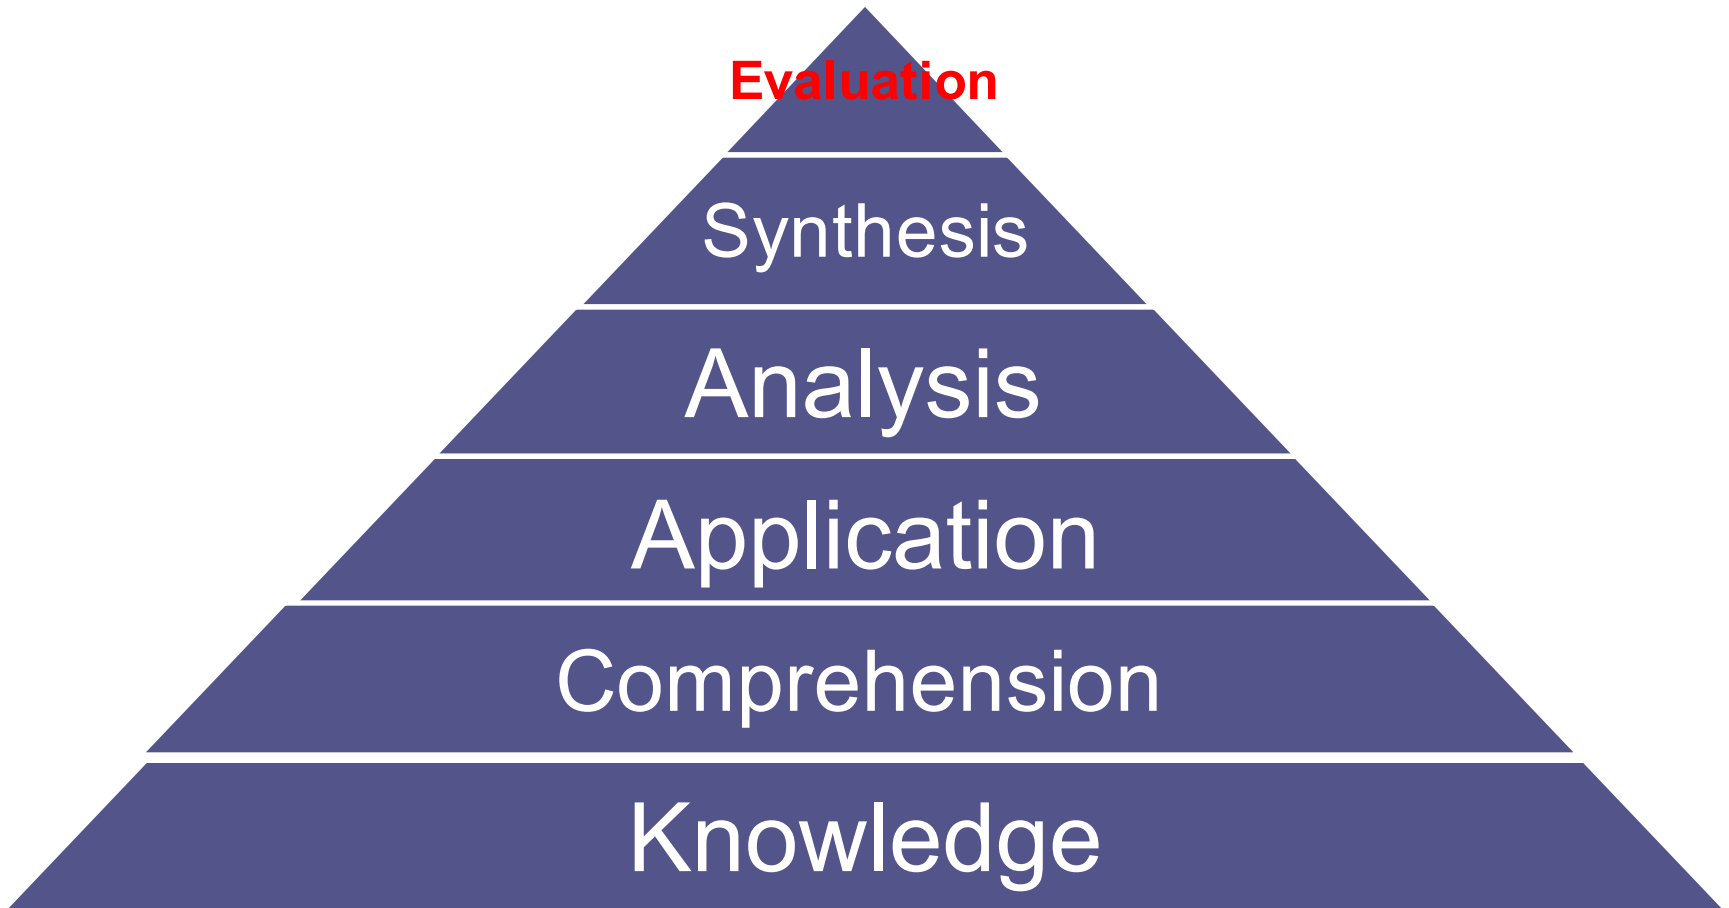 Evaluation
Synthesis
Analysis
Application
Comprehension
Knowledge